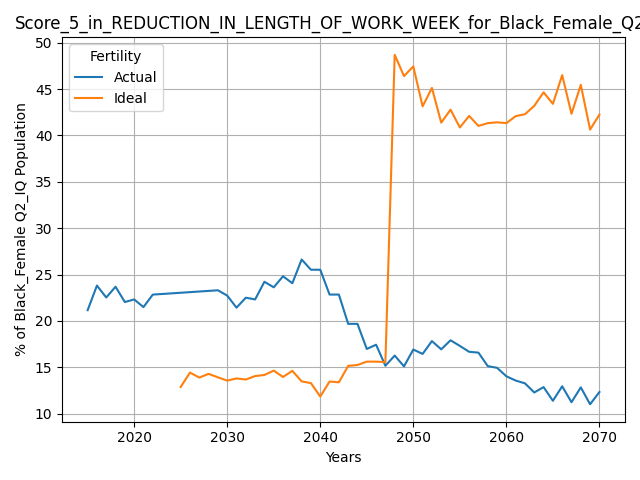 Score_5_in_REDUCTION_IN_LENGTH_OF_WORK_WEEK_for_Black_Female_Q2
Fertility
Actual
Ideal
% of Black_Female Q2_IQ Population
50
45
40
35
30
25
20
15
10
2020 2030 2040 2050 2060 2070
Years